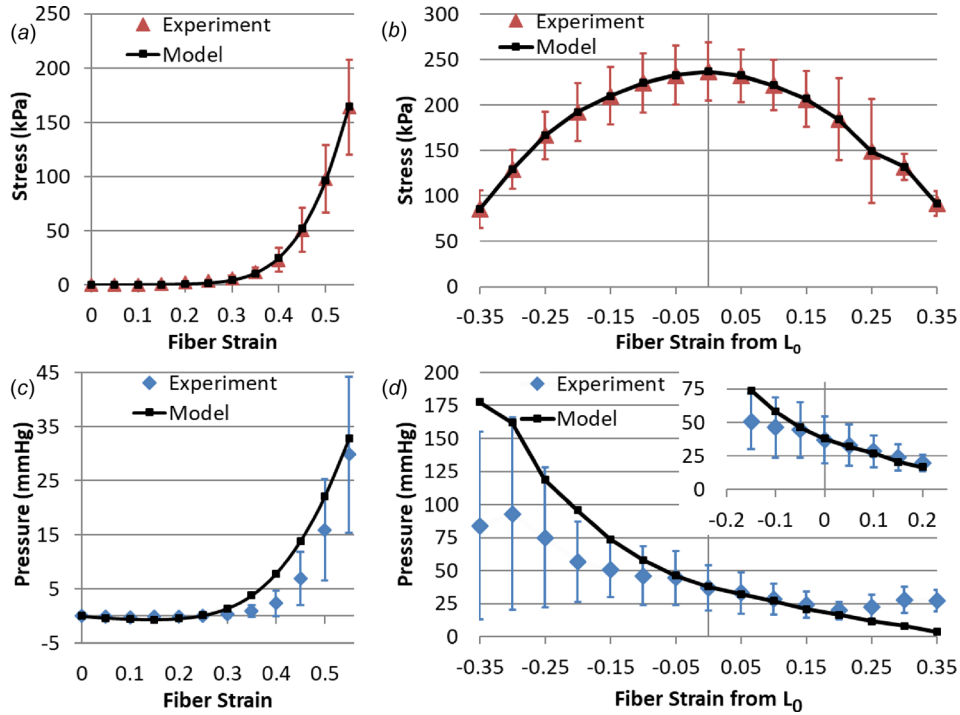 (a)
Experiment
Model
Stress (kPa)
250
200
150
100
50
0
0 0.1 0.2 0.3 0.4 0.5
Fiber Strain
(b)
Experiment
Model
Stress (kPa)
300
250
200
150
100
50
0
-0.35 -0.25 -0.15 -0.05 0.05 0.15 0.25 0.35
Fiber Strain from L0
(c)
Experiment
Model
Pressure (mmHg)
45
35
25
15
5
-5
0 0.1 0.2 0.3 0.4 0.5
Fiber Strain
(d)
Experiment
Model
Pressure (mmHg)
200
175
150
125
100
75
50
25
0
-0.35 -0.25 -0.15 -0.05 0.05 0.15 0.25 0.35
Fiber Strain from L0
75
50
25
0
-0.2 -0.1 0 0.1 0.2